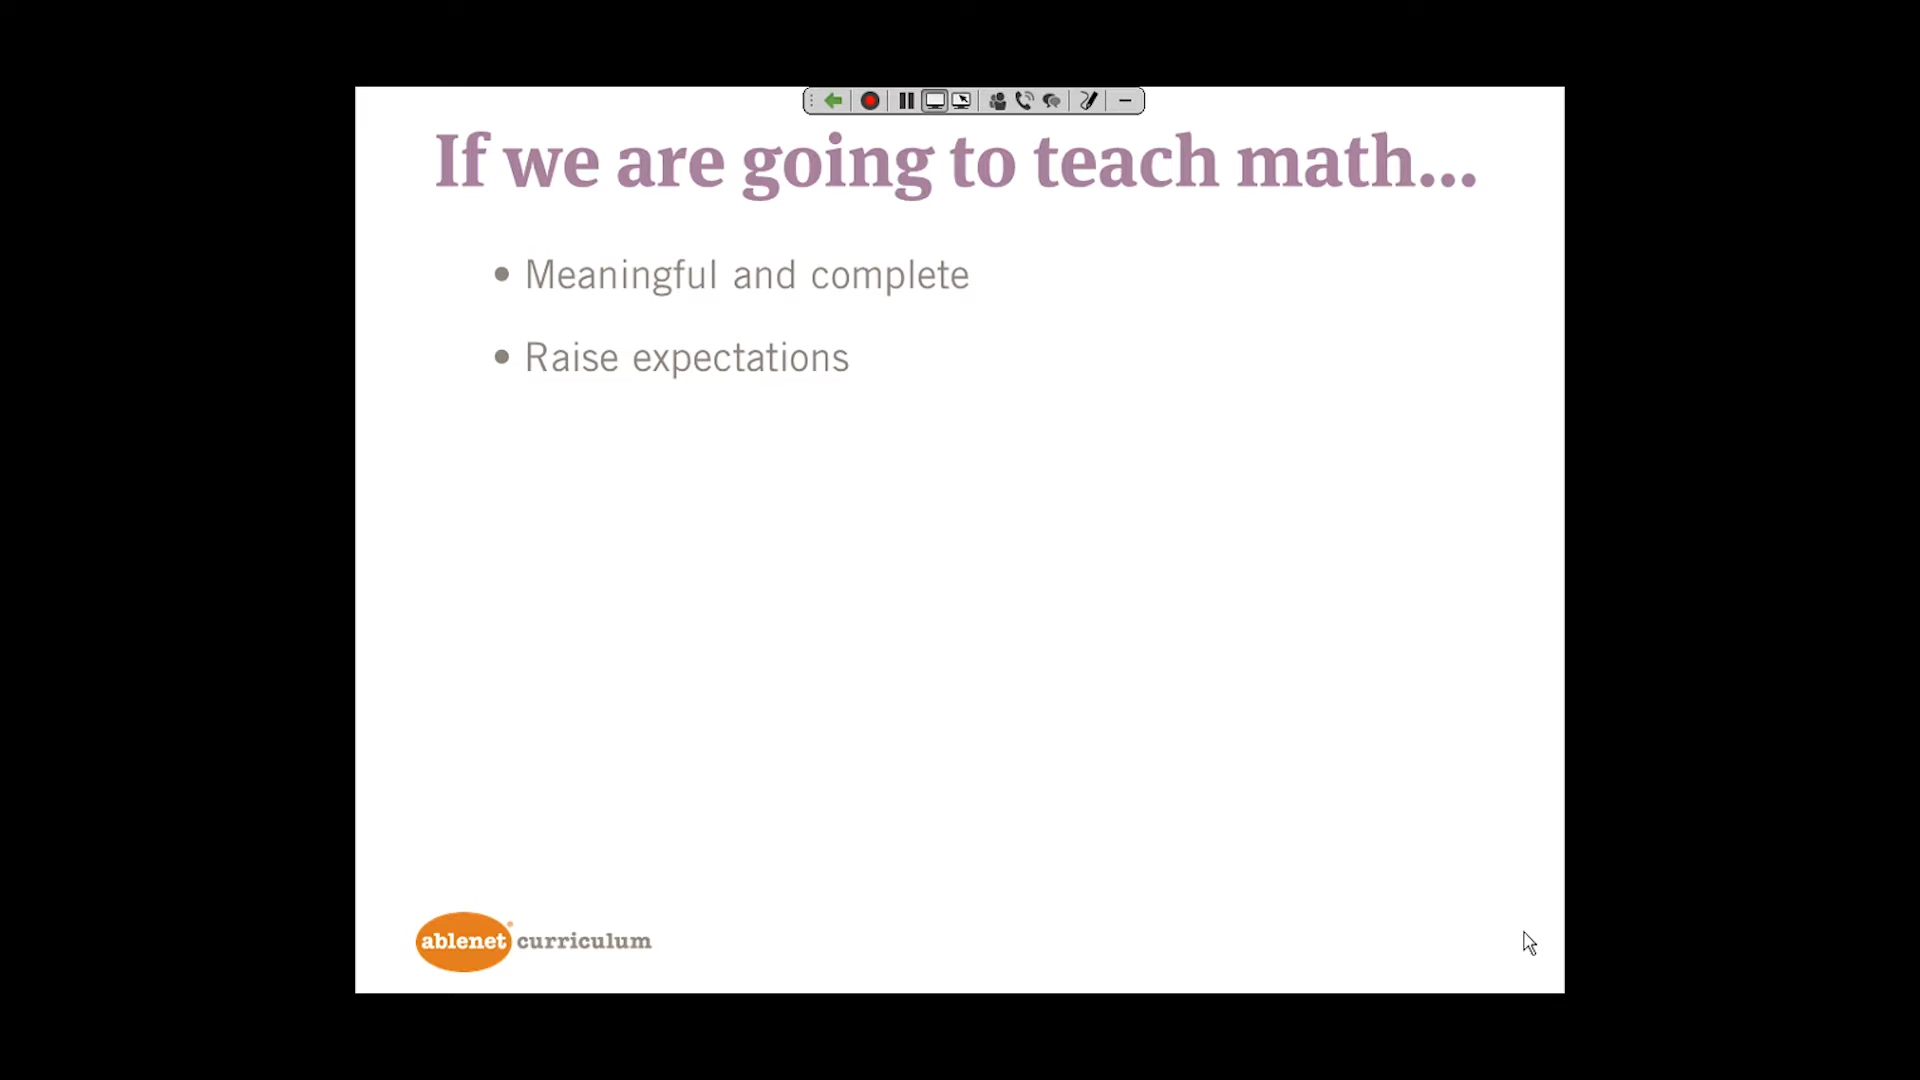 If we are going to teach math...
• Meaningful and complete
• Raise expectations
ablenet curriculum